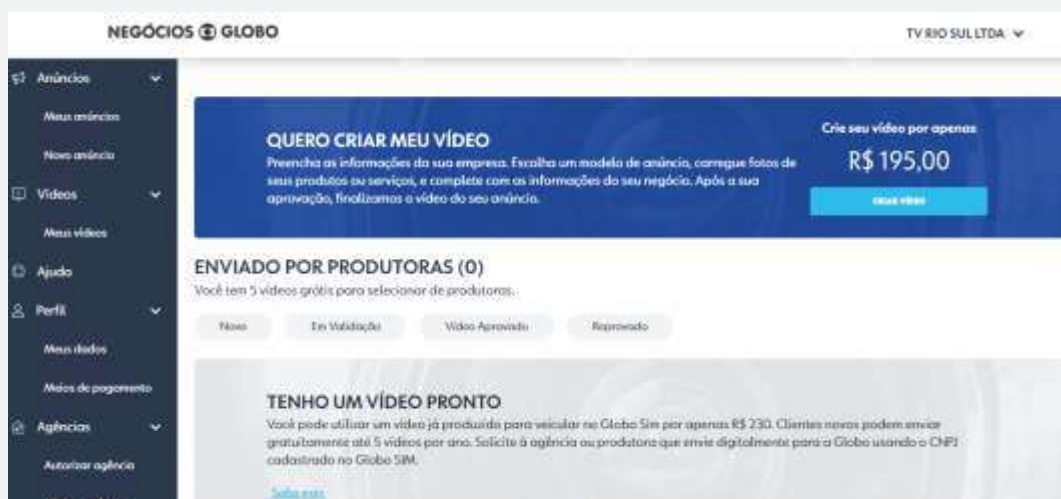 NEGÓCIOS GLOBO
TV RIO SUL LTDA
Anúncios
Meus anúncios
Novo anúncio
Vídeos
Meus vídeos
Ajuda
Perfil
Meus dados
Meios de pagamento
Agências
Autorizar agência
QUERO CRIAR MEU VÍDEO
Preencha as informações da sua empresa. Escolha um modelo de anúncio, carregue fotos de
seus produtos ou serviços, e complete com as informações do seu negócio. Após a sua
aprovação, finalizamos o vídeo do seu anúncio.
Crie seu vídeo por apenas
R$ 195,00
CRIAR VÍDEO
ENVIADO POR PRODUTORAS (0)
Você tem 5 vídeos grátis para selecionar de produtoras.
Novo
Em Validação
Vídeo Aprovado
Reprovado
TENHO UM VÍDEO PRONTO
Você pode utilizar um vídeo já produzido para veicular no Globo Sim por apenas R$ 230. Clientes novos podem enviar
gratuitamente até 5 vídeos por ano. Solicite à agência ou produtora que envie digitalmente para a Globo usando o CNPJ
cadastrado no Globo SIM.
Saiba mais